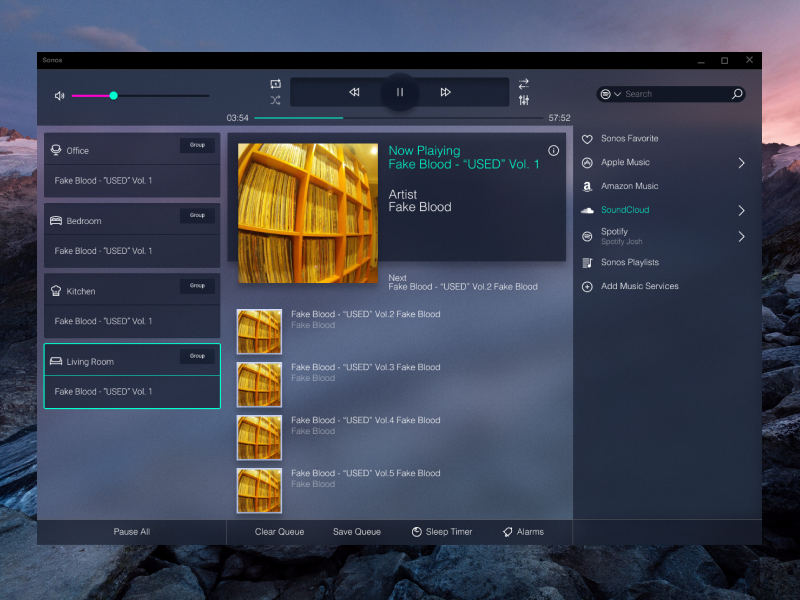 Sonos
03:54
57:52
Search
Office
Group
Fake Blood - “USED” Vol. 1
Bedroom
Group
Fake Blood - “USED” Vol. 1
Kitchen
Group
Fake Blood - “USED” Vol. 1
Living Room
Group
Fake Blood - “USED” Vol. 1
Pause All
Now Plaiying
Fake Blood - “USED” Vol. 1
Artist
Fake Blood
Next
Fake Blood - “USED” Vol.2 Fake Blood
Fake Blood - “USED” Vol.2 Fake Blood
Fake Blood
Fake Blood - “USED” Vol.3 Fake Blood
Fake Blood
Fake Blood - “USED” Vol.4 Fake Blood
Fake Blood
Fake Blood - “USED” Vol.5 Fake Blood
Fake Blood
Clear Queue
Save Queue
Sleep Timer
Alarms
Sonos Favorite
Apple Music
Amazon Music
SoundCloud
Spotify
Spotify Josh
Sonos Playlists
Add Music Services